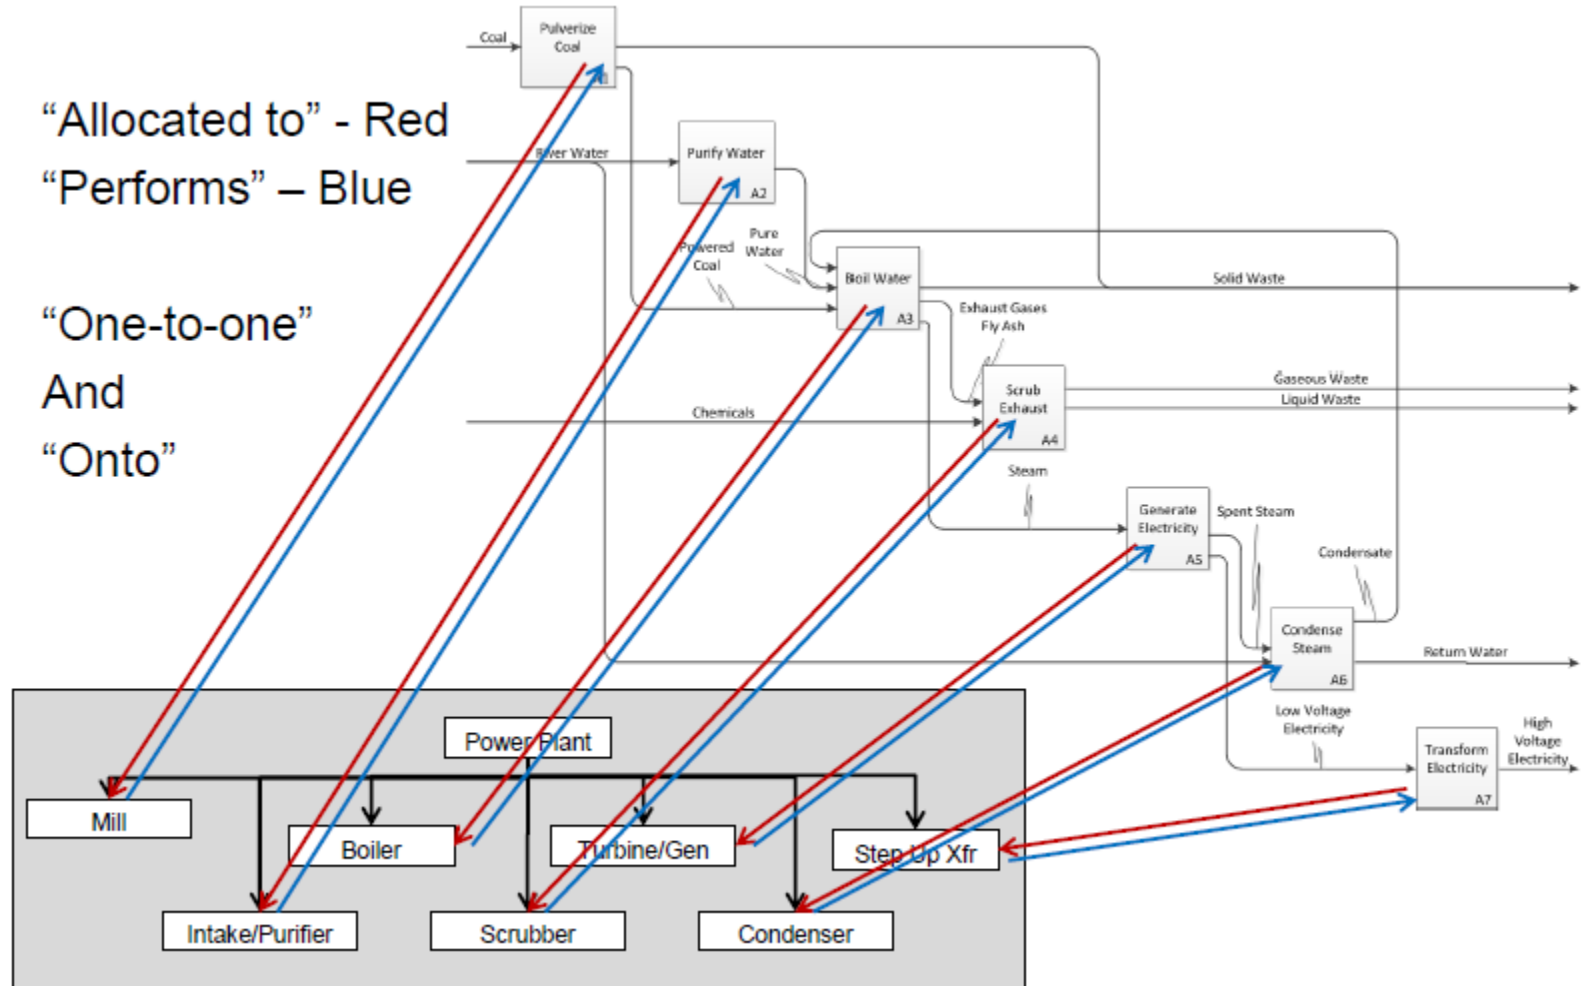 “Allocated to” - Red
“Performs” – Blue
“One-to-one”
And
“Onto”
Coal
Pulverize
Coal
River Water
Purify Water
A2
Powered
Coal
Pure
Water
Boil Water
A3
Solid Waste
Exhaust Gases
Fly Ash
Chemicals
Scrub
Exhaust
A4
Gaseous Waste
Liquid Waste
Steam
Generate
Electricity
A5
Spent Steam
Condensate
Condense
Steam
A6
Return Water
Low Voltage
Electricity
Transform
Electricity
A7
High
Voltage
Electricity
Power Plant
Mill
Boiler
Turbine/Gen
Step Up Xfr
Intake/Purifier
Scrubber
Condenser